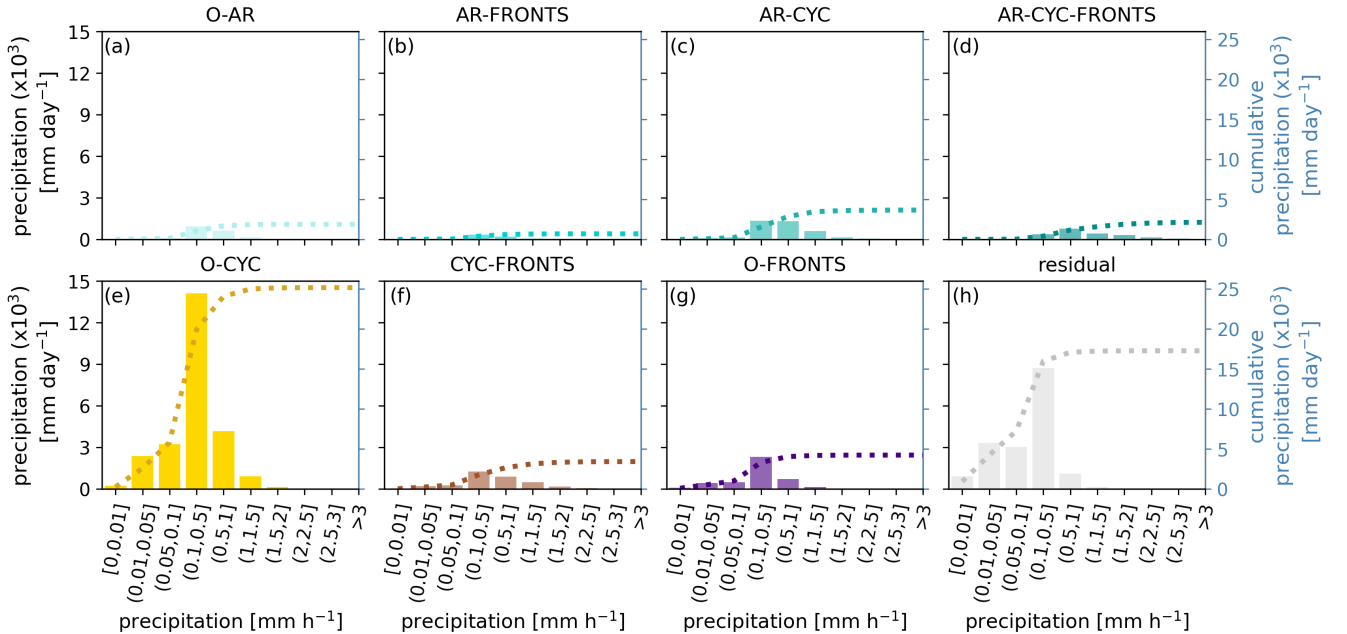 O-AR
AR-FRONTS
AR-CYC
AR-CYC-FRONTS
(a)
(b)
(c)
(d)
precipitation (x10³)
[mm day⁻¹]
15
12
9
6
3
0
25
20
15
10
5
0
cumulative
precipitation (x10³)
[mm day⁻¹]
O-CYC
CYC-FRONTS
O-FRONTS
residual
(e)
(f)
(g)
(h)
precipitation (x10³)
[mm day⁻¹]
15
12
9
6
3
0
25
20
15
10
5
0
cumulative
precipitation (x10³)
[mm day⁻¹]
[0,0.01]
(0.01,0.05]
(0.05,0.1]
(0.1,0.5]
(0.5,1]
(1,1.5]
(1.5,2]
(2,2.5]
(2.5,3]
>3
[0,0.01]
(0.01,0.05]
(0.05,0.1]
(0.1,0.5]
(0.5,1]
(1,1.5]
(1.5,2]
(2,2.5]
(2.5,3]
>3
[0,0.01]
(0.01,0.05]
(0.05,0.1]
(0.1,0.5]
(0.5,1]
(1,1.5]
(1.5,2]
(2,2.5]
(2.5,3]
>3
[0,0.01]
(0.01,0.05]
(0.05,0.1]
(0.1,0.5]
(0.5,1]
(1,1.5]
(1.5,2]
(2,2.5]
(2.5,3]
>3
precipitation [mm h⁻¹]
precipitation [mm h⁻¹]
precipitation [mm h⁻¹]
precipitation [mm h⁻¹]